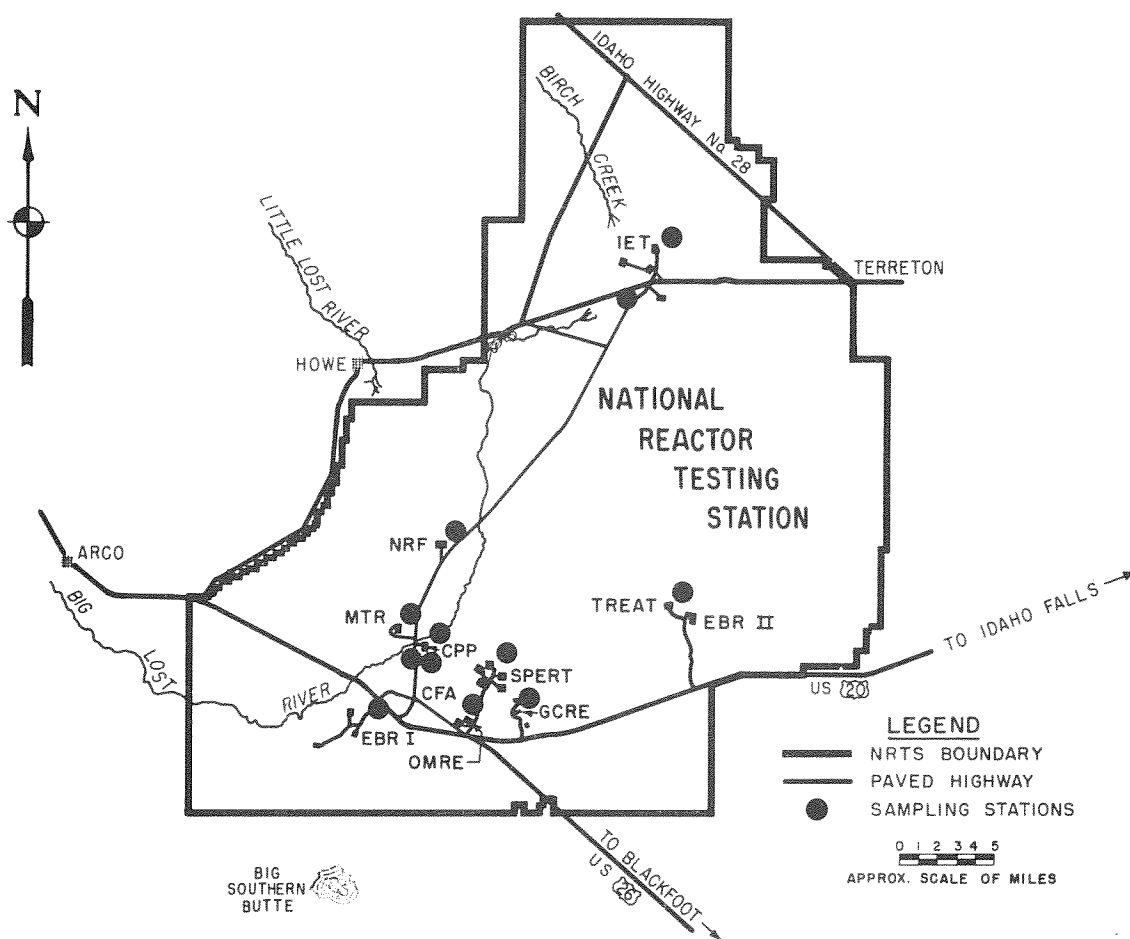 N
IDAHO HIGHWAY No. 28
BIRCH
CREEK
LITTLE LOST RIVER
IET
TERRETON
HOWE
NATIONAL
REACTOR
TESTING
STATION
ARCO
NRF
BIG
LOST
RIVER
MTR
CPP
TREAT
EBR II
TO IDAHO FALLS
SPERT
CFA
GCRE
US 20
EBR I
OMRE
LEGEND
NRTS BOUNDARY
PAVED HIGHWAY
SAMPLING STATIONS
0 1 2 3 4 5
APPROX. SCALE OF MILES
TO BLACKFOOT
US 26
BIG
SOUTHERN
BUTTE